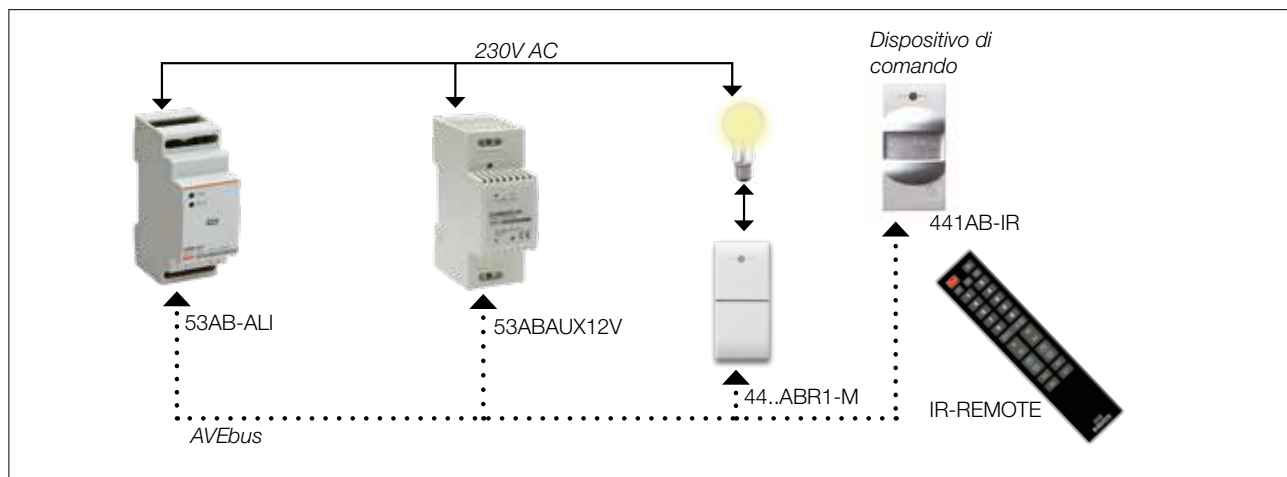 230V AC
Dispositivo di
comando
441AB-IR
53AB-ALI
53ABAUX12V
44..ABR1-M
IR-REMOTE
AVEbus